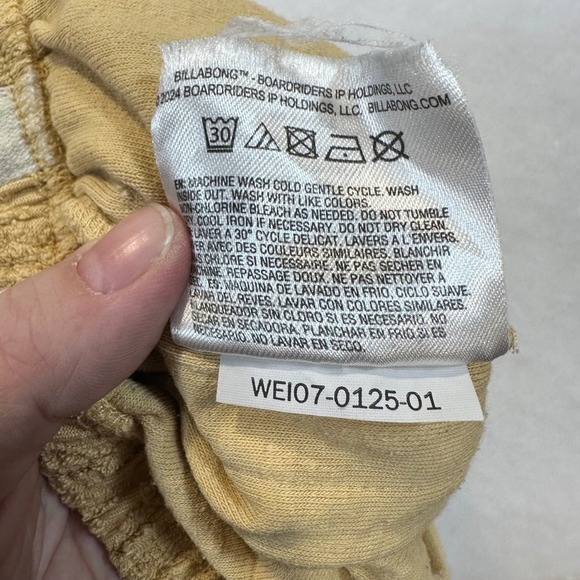 BILLABONG™ - BOARDRIDERS IP HOLDINGS, LLC
2024 BOARDRIDERS IP HOLDINGS, LLC. BILLABONG.COM
30
EN: MACHINE WASH COLD GENTLE CYCLE. WASH
INSIDE OUT. WASH WITH LIKE COLORS.
NON-CHLORINE BLEACH AS NEEDED. DO NOT TUMBLE
DRY. COOL IRON IF NECESSARY. DO NOT DRY CLEAN.
LAVER A 30° CYCLE DELICAT. LAVERS A L'ENVERS.
AVEC DES COULEURS SIMILAIRES. BLANCHIR
SANS CHLORE SI NECESSAIRE. NE PAS SECHER EN
MACHINE. REPASSAGE DOUX. NE PAS NETTOYER A
EC. ES: MAQUINA DE LAVADO EN FRIO, CICLO SUAVE.
LAVAR DEL REVES. LAVAR CON COLORES SIMILARES.
BLANQUEADOR SIN CLORO SI ES NECESARIO. NO
SECAR EN SECADORA. PLANCHAR EM FRIO SI ES
NECESARIO. NO LAVAR EN SECO.
WEI07-0125-01